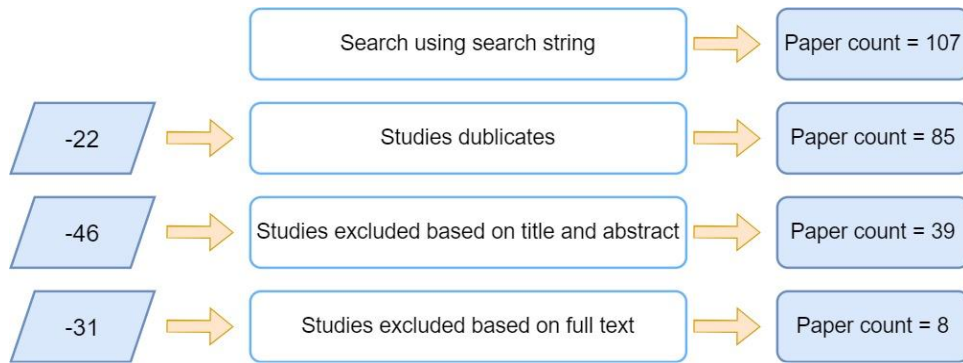 Search using search string
Paper count = 107
-22
Studies dublicates
Paper count = 85
-46
Studies excluded based on title and abstract
Paper count = 39
-31
Studies excluded based on full text
Paper count = 8